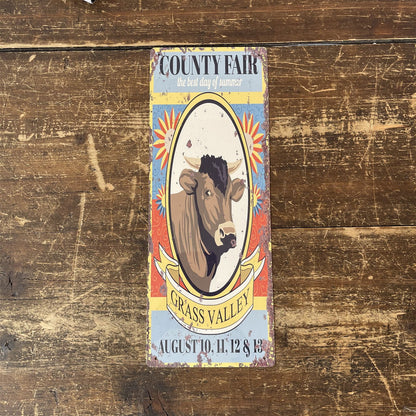 COUNTY FAIR
the best day of summer
GRASS VALLEY
AUGUST 10, 11, 12 & 13